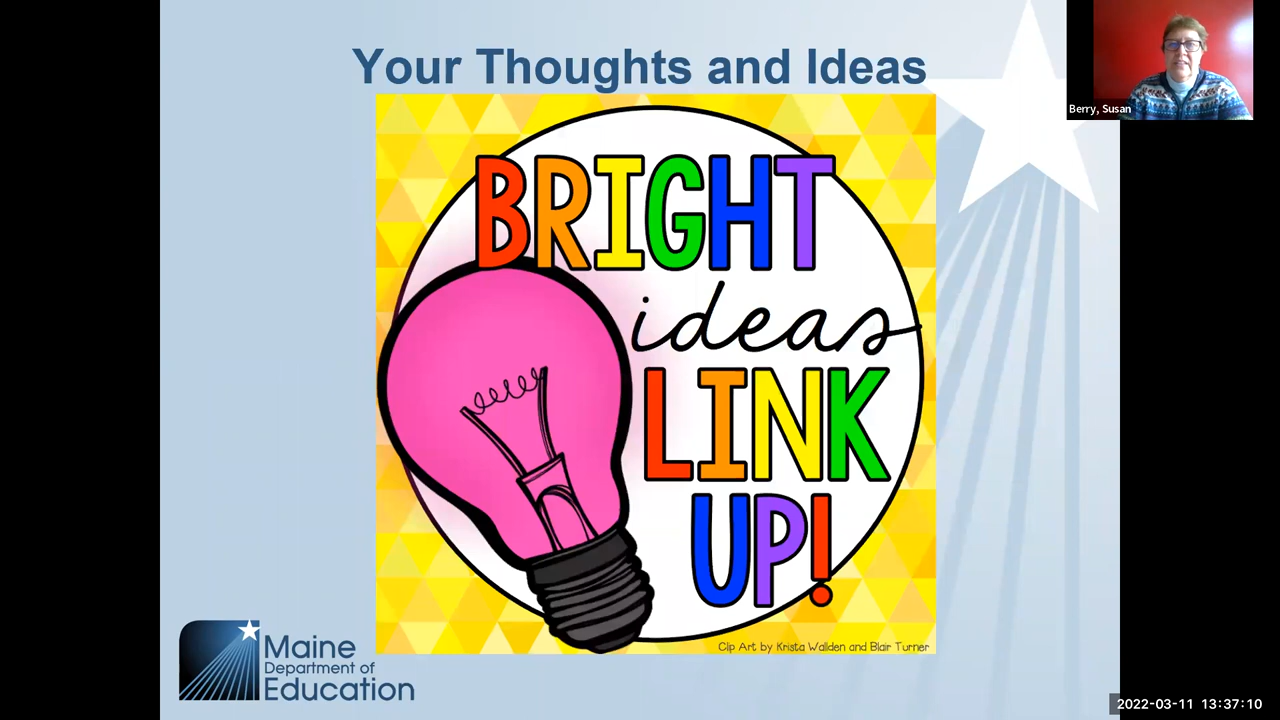 Your Thoughts and Ideas
Berry, Susan
BRIGHT
ideas
LINK
UP!
Clip Art by Krista Wallden and Blair Turner
Maine
Department of
Education
2022-03-11 13:37:10